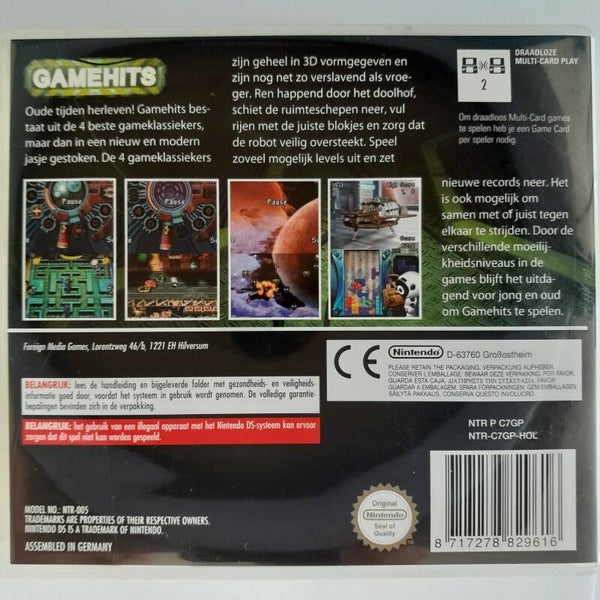 GAMEHITS
Oude tijden herleven! Gamehits bes-
taat uit de 4 beste gameklassiekers,
maar dan in een nieuw en modern
jasje gestoken. De 4 gameklassiekers
zijn geheel in 3D vormgegeven en
zijn nog net zo verslavend als vroe-
ger. Ren happend door het doolhof,
schiet de ruimteschepen neer, vul
rijen met de juiste blokjes en zorg dat
de robot veilig oversteekt. Speel
zoveel mogelijk levels uit en zet
nieuwe records neer. Het
is ook mogelijk om
samen met of juist tegen
elkaar te strijden. Door de
verschillende moeilij-
kheidsniveaus in de
games blijft het uitda-
gend voor jong en oud
om Gamehits te spelen.
2
DRAADLOZE
MULTI-CARD PLAY
Om draadloos Multi-Card games
te spelen heb je een Game Card
per speler nodig.
Pause
Pause
Pause
High Score
Score
Foreign Media Games, Larentzweg 46/b, 1221 EH Hilversum
BELANGRIJK: lees de handleiding en bijgeleverde folder met gezondheids- en veiligheids-
informatie goed door, voordat het systeem in gebruik wordt genomen. De volledige garantie-
bepalingen bevinden zich in de verpakking.
BELANGRIJK: het gebruik van een illegaal apparaat met het Nintendo DS-systeem kan ervoor
zorgen dat dit spel niet kan worden gespeeld.
CE
Nintendo D-63760 Großostheim
PLEASE RETAIN THE PACKAGING. VERPACKUNG AUFHEBEN.
CONSERVER L'EMBALLAGE. BEWAAR DEZE VERPAKKING. POR FAVOR,
GUARDA ESTA CAJA. ΔΙΑΤΗΡΗΣΤΕ ΤΗΝ ΣΥΣΚΕΥΑΣΙΑ. FAVOR
GUARDAR A EMBALAGEM. SPARA FÖRPACKNINGEN. GEM EMBALLAGEN.
SÄILYTÄ PAKKAUS. CONSERVA QUESTO INVOLUCRO.
NTR P C7GP
NTR-C7GP-HOL
MODEL NO.: NTR-005
TRADEMARKS ARE PROPERTIES OF THEIR RESPECTIVE OWNERS.
NINTENDO DS IS A TRADEMARK OF NINTENDO.
ASSEMBLED IN GERMANY
Original
Nintendo
Seal of
Quality
TM
8 717278 829616